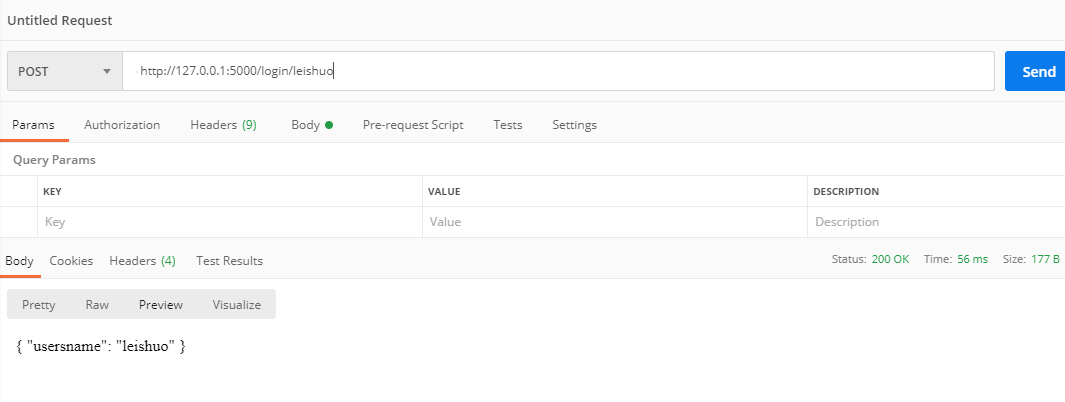 Untitled Request
POST http://127.0.0.1:5000/login/leishuo Send
Params Authorization Headers (9) Body Pre-request Script Tests Settings
Query Params
KEY VALUE DESCRIPTION
Key Value Description
Body Cookies Headers (4) Test Results Status: 200 OK Time: 56 ms Size: 177 B
Pretty Raw Preview Visualize
{ "usersname": "leishuo" }